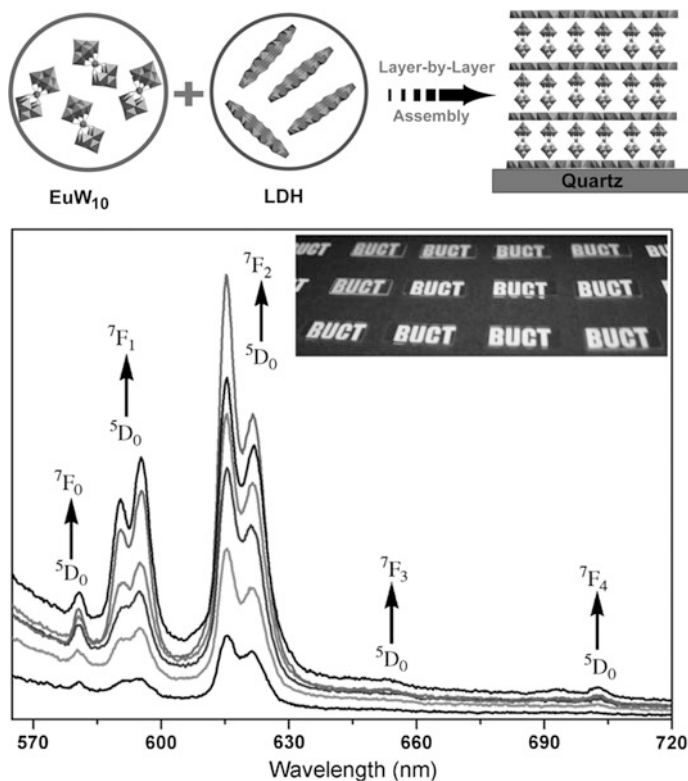 EuW₁₀
LDH
Layer-by-Layer
Assembly
Quartz
BUCT BUCT BUCT BUCT
BUCT BUCT BUCT BUCT BUCT
BUCT BUCT BUCT BUCT
⁷F₀
⁵D₀
⁷F₁
⁵D₀
⁷F₂
⁵D₀
⁷F₃
⁵D₀
⁷F₄
⁵D₀
570 600 630 660 690 720
Wavelength (nm)